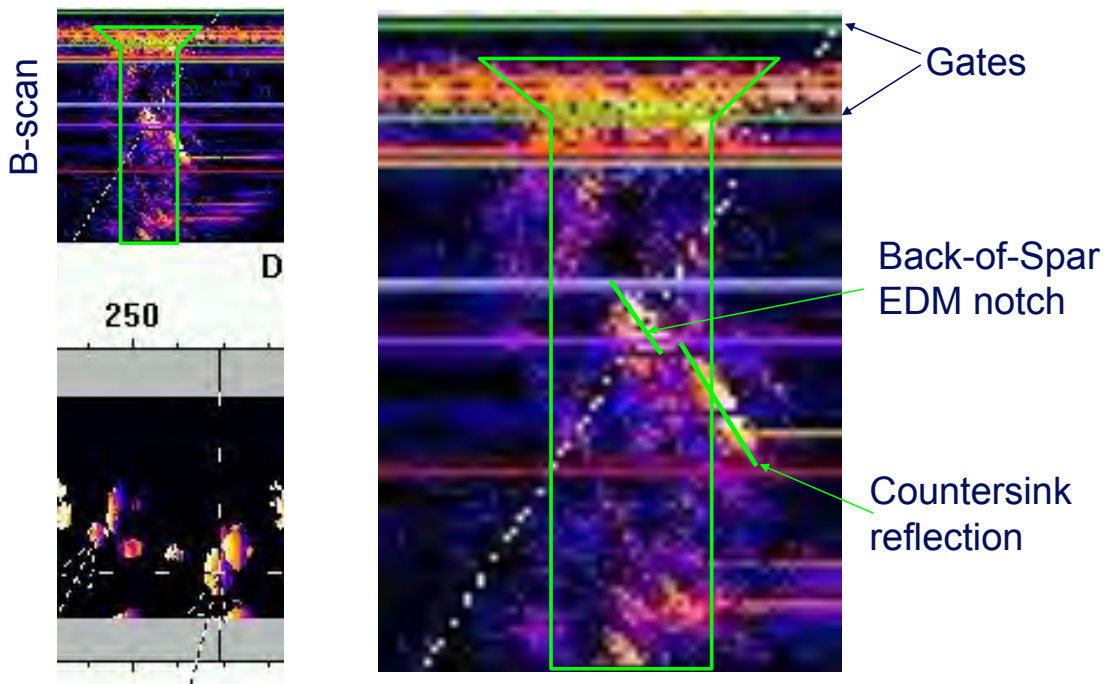 B-scan
Gates
Back-of-Spar
EDM notch
D
250
Countersink
reflection